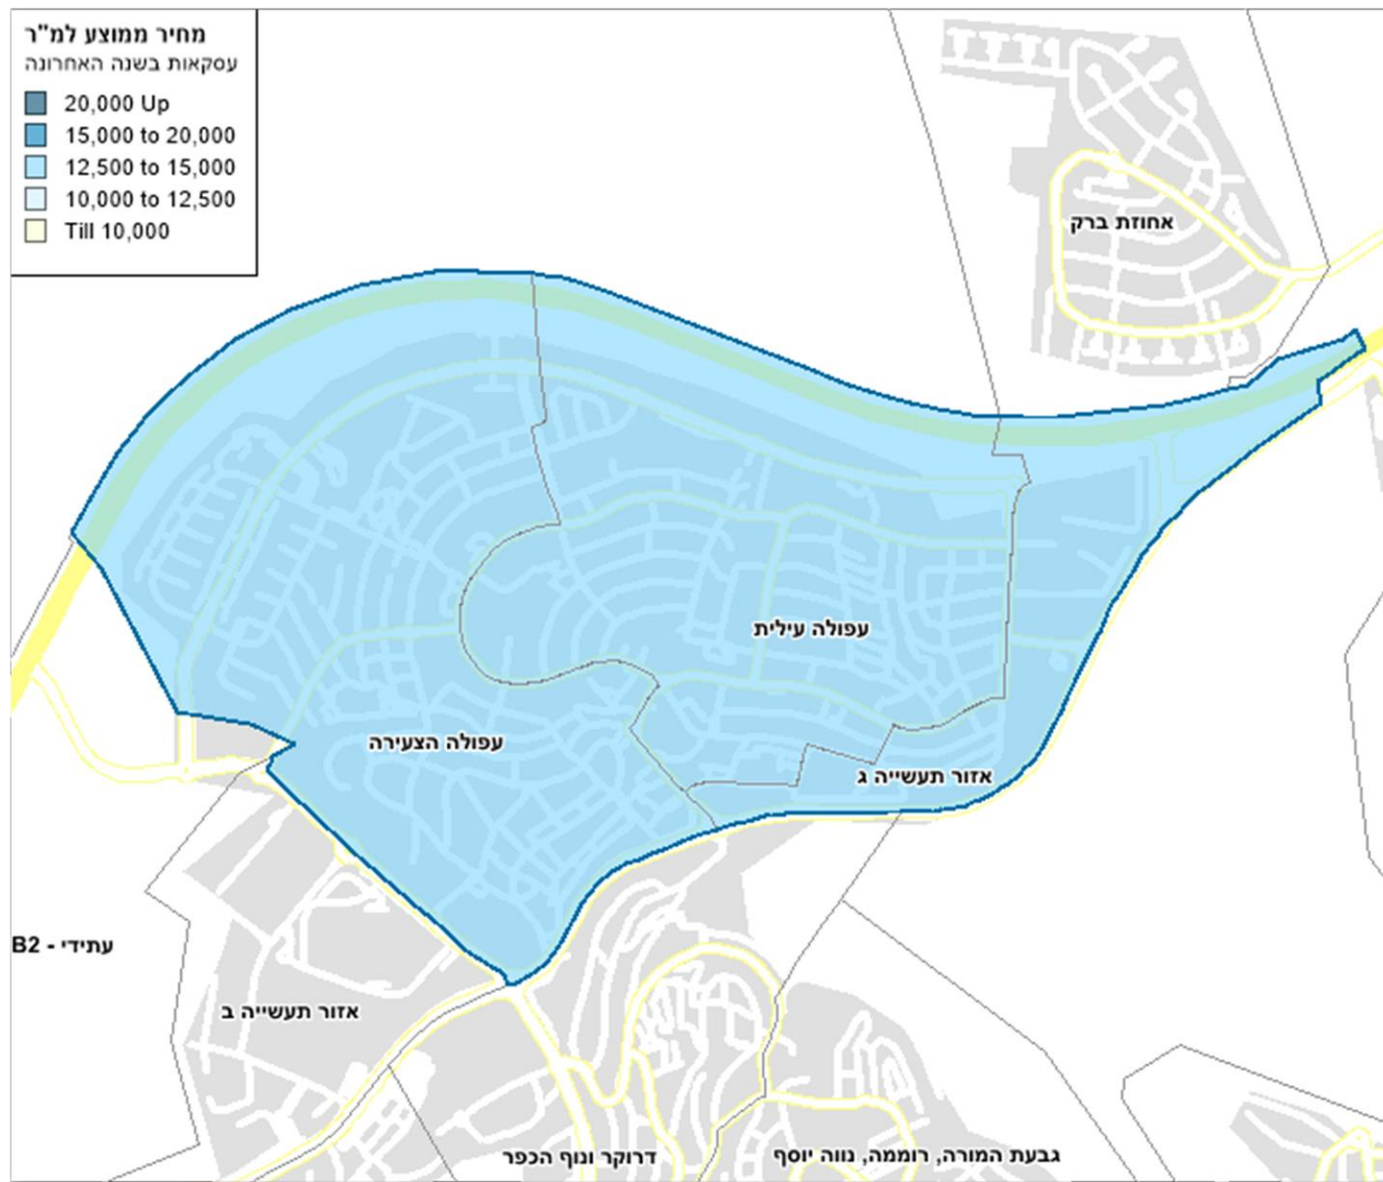 מחיר ממוצע למ"ר
עסקאות בשנה האחרונה
20,000 Up
15,000 to 20,000
12,500 to 15,000
10,000 to 12,500
Till 10,000
אחוזת ברק
עפולה עילית
עפולה הצעירה
אזור תעשייה ג
עתידי - B2
אזור תעשייה ב
דרוקר ונוף הכפר
גבעת המורה, רוממה, נווה יוסף